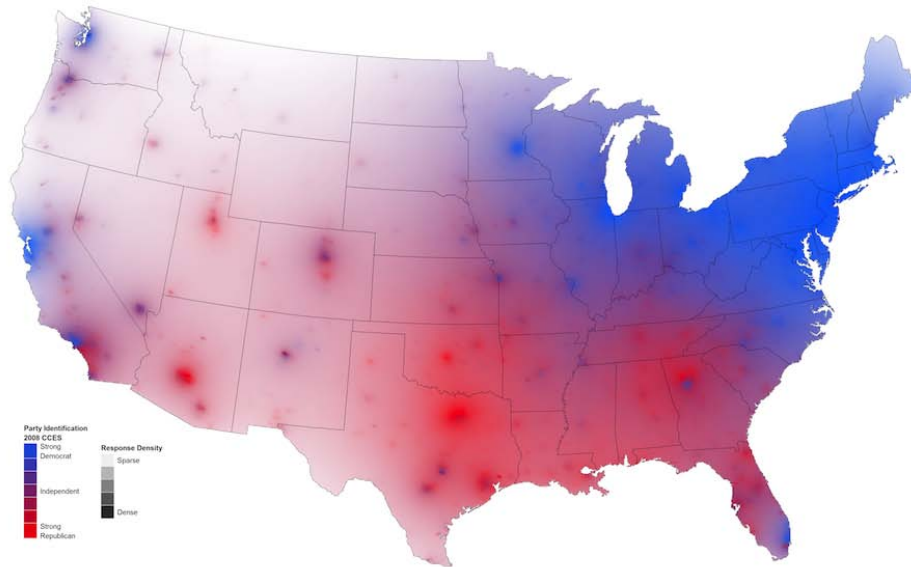 Party Identification
2008 CCES
Strong
Democrat
Independent
Strong
Republican
Response Density
Sparse
Dense